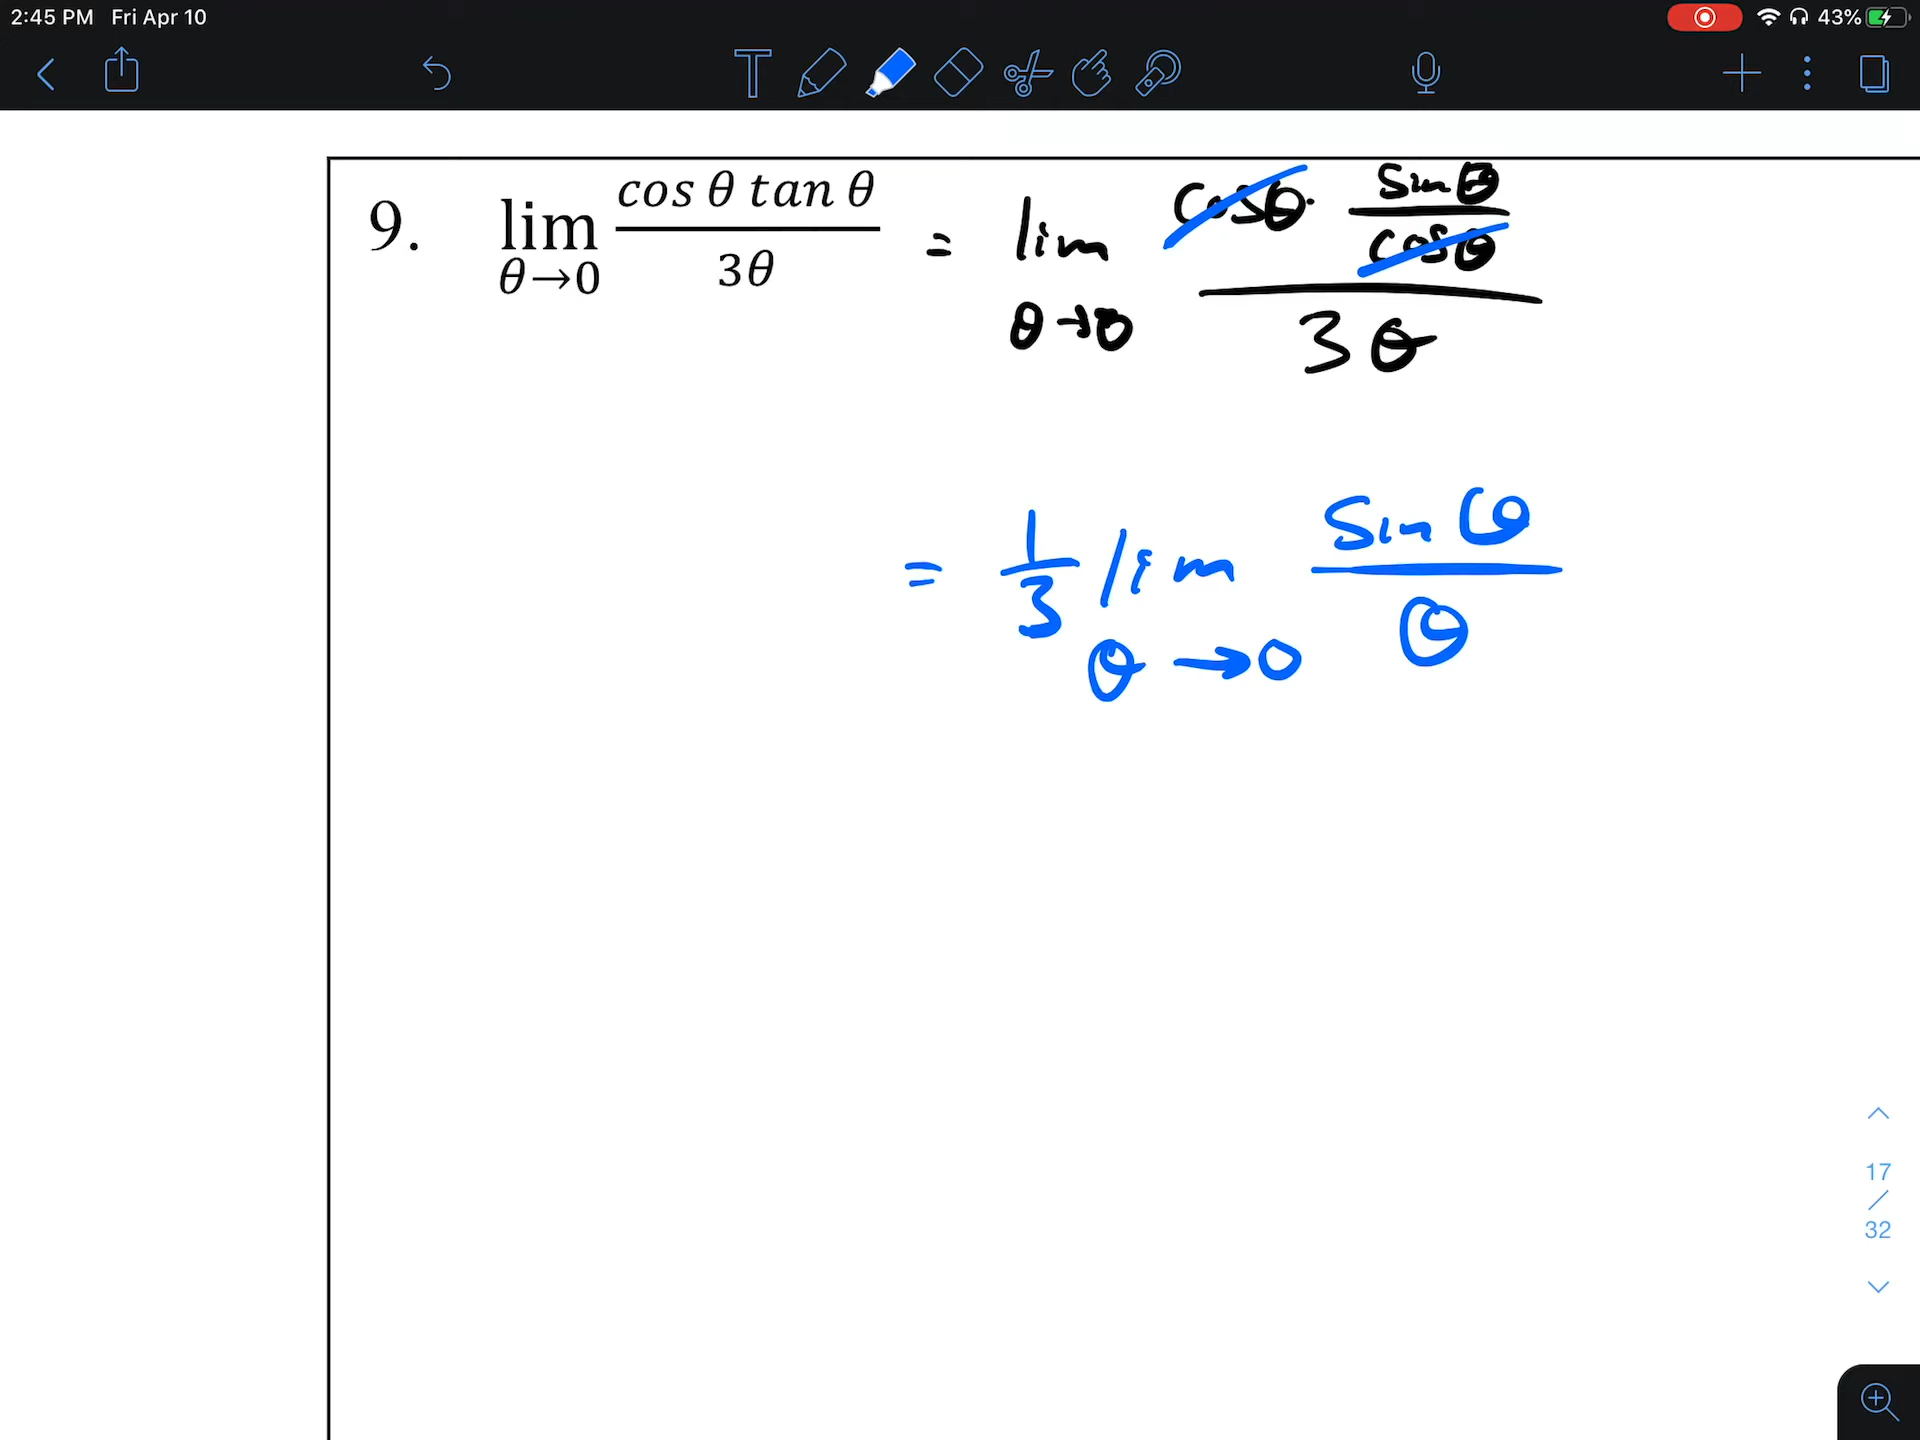 2:45 PM Fri Apr 10
43%
T
9. lim θ→0 cos θ tan θ / 3θ = lim θ→0 cosθ · sinθ / cosθ / 3θ
= 1/3 lim θ→0 sin θ / θ
17
/
32